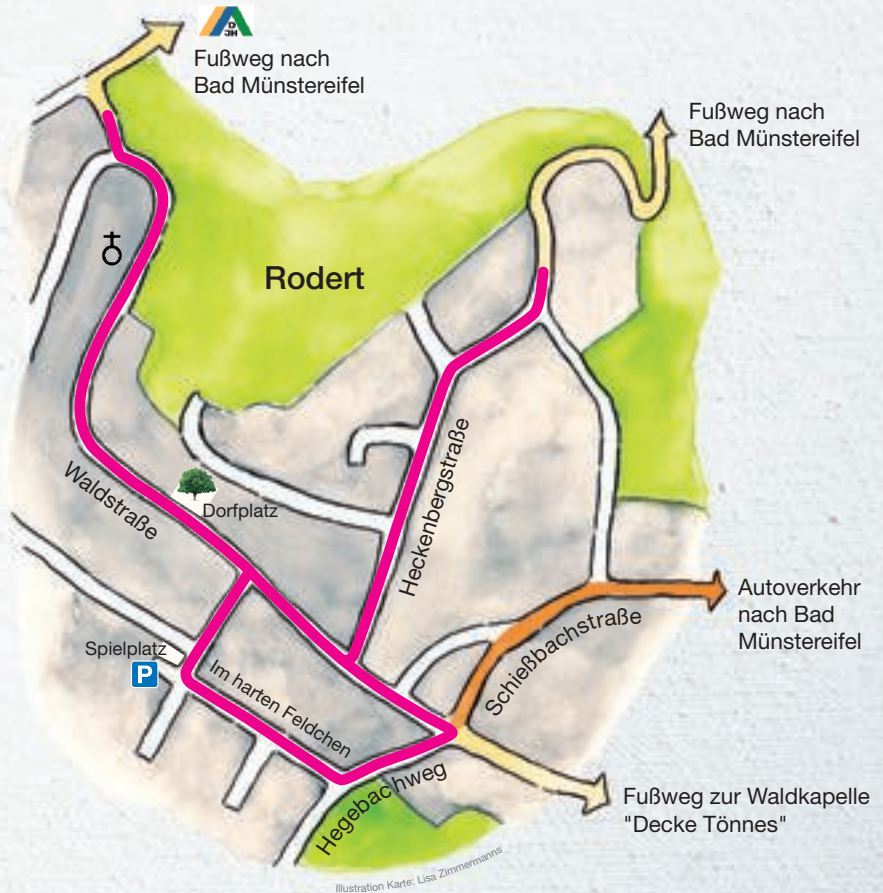 D
JH
Fußweg nach
Bad Münstereifel
Fußweg nach
Bad Münstereifel
Rodert
Waldstraße
Dorfplatz
Heckenbergstraße
Autoverkehr
nach Bad
Münstereifel
Schießbachstraße
Spielplatz
P
Im harten Feldchen
Hegebachweg
Fußweg zur Waldkapelle
"Decke Tönnes"
Illustration Karte: Lisa Zimmermanns